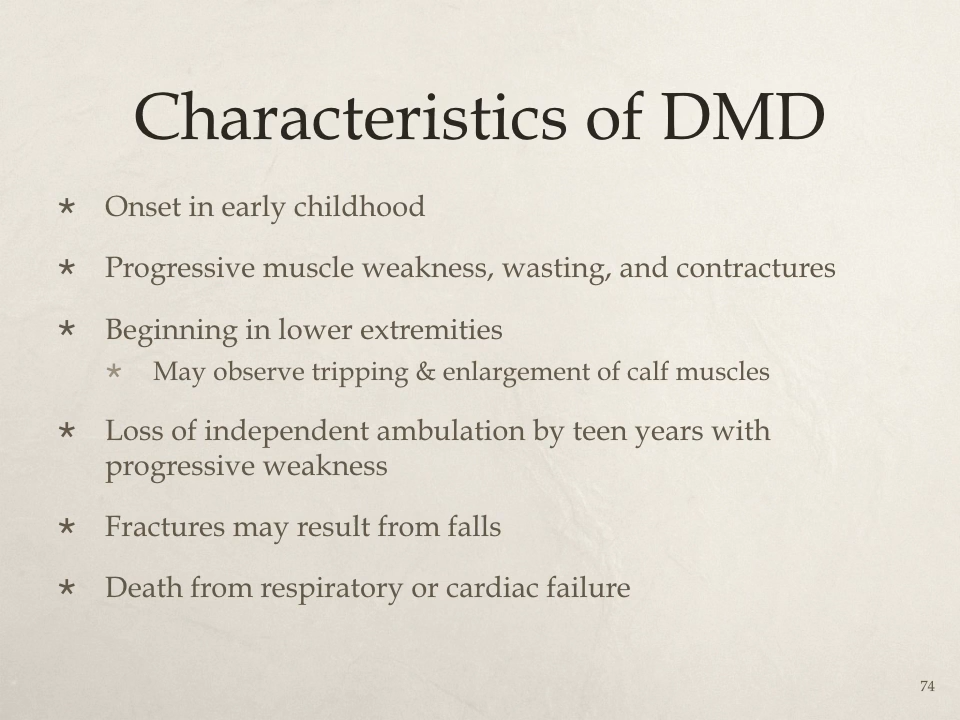 Characteristics of DMD
* Onset in early childhood
* Progressive muscle weakness, wasting, and contractures
* Beginning in lower extremities
* May observe tripping & enlargement of calf muscles
* Loss of independent ambulation by teen years with
progressive weakness
* Fractures may result from falls
* Death from respiratory or cardiac failure
74